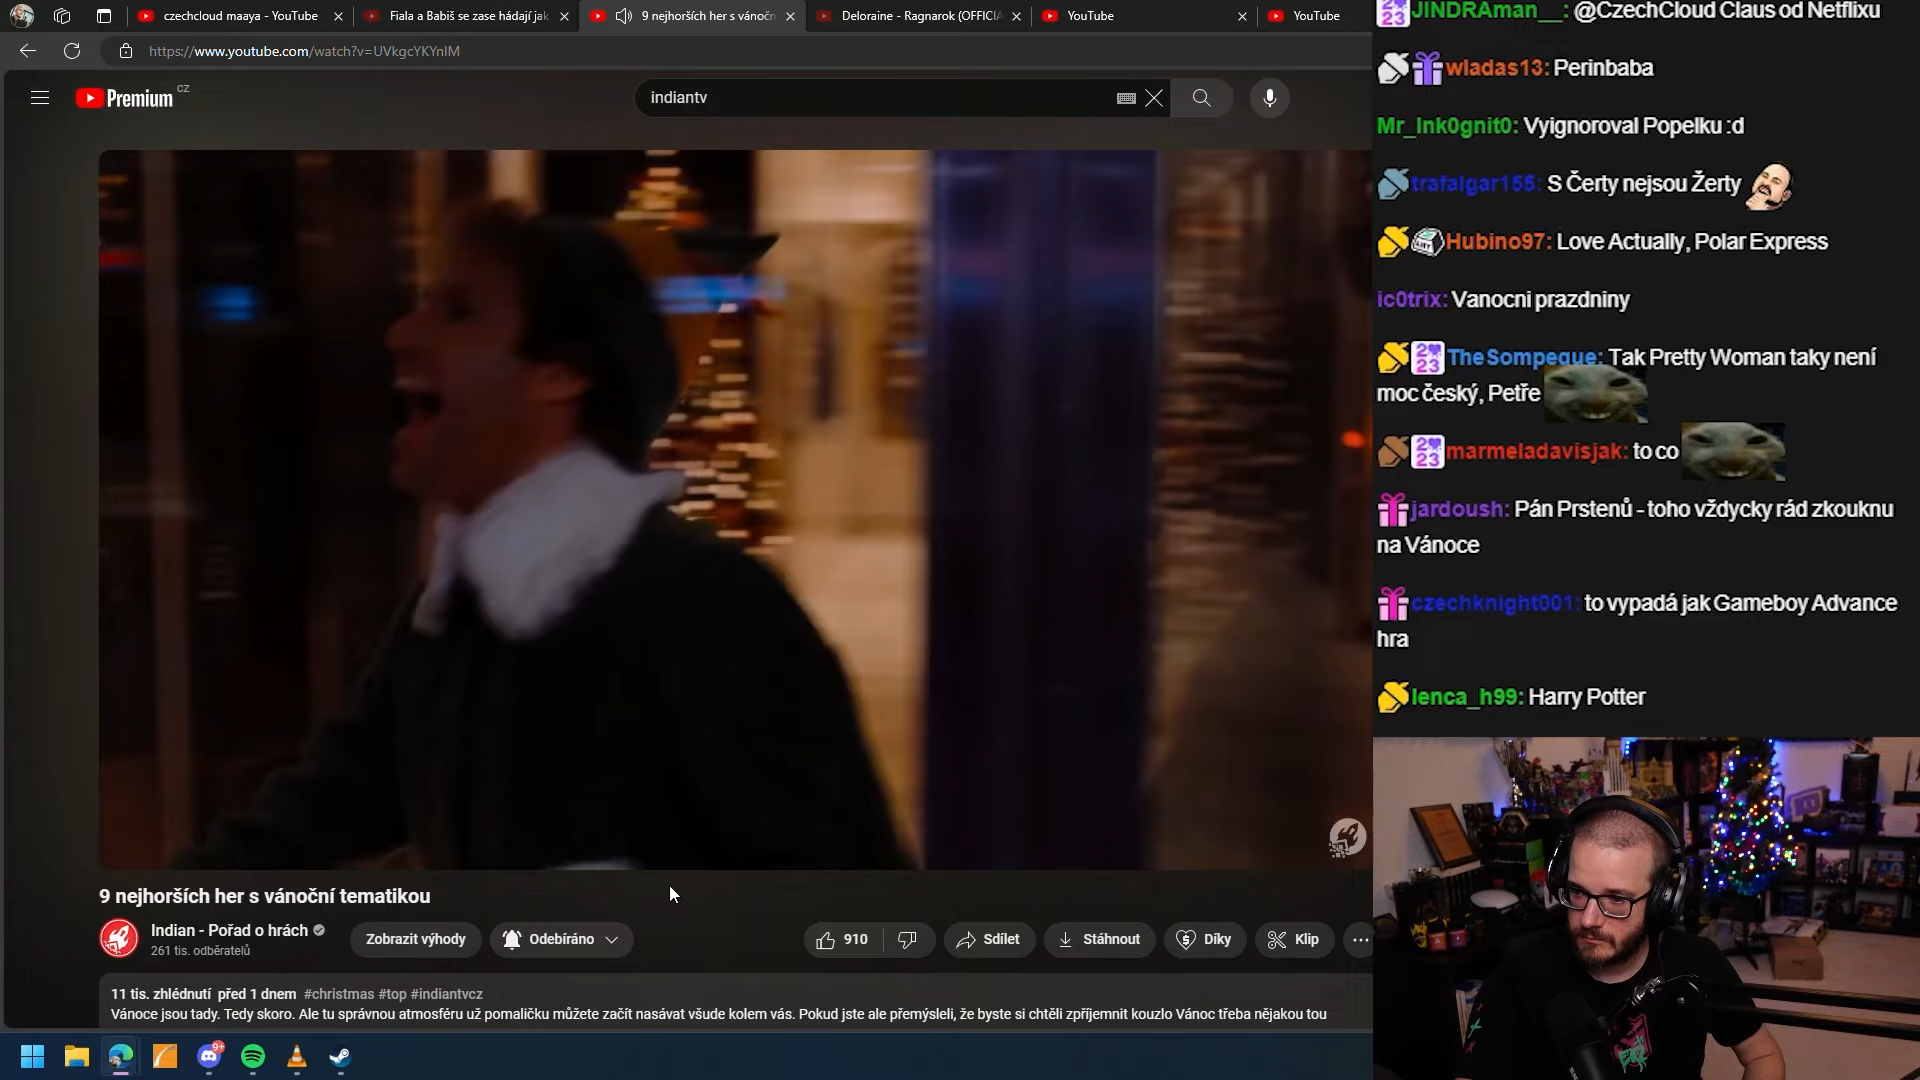 czechcloud maaya - YouTube
Fiala a Babiš se zase hádají jak
9 nejhorších her s vánočn
Deloraine - Ragnarok (OFFICIA
YouTube
YouTube
https://www.youtube.com/watch?v=UVkgcYKYnIM
Premium CZ
indiantv
9 nejhorších her s vánoční tematikou
Indian - Pořad o hrách
261 tis. odběratelů
Zobrazit výhody
Odebíráno
910
Sdílet
Stáhnout
Díky
Klip
11 tis. zhlédnutí před 1 dnem #christmas #top #indiantvcz
Vánoce jsou tady. Tedy skoro. Ale tu správnou atmosféru už pomaličku můžete začít nasávat všude kolem vás. Pokud jste ale přemýšleli, že byste si chtěli zpříjemnit kouzlo Vánoc třeba nějakou tou
9+
JINDRAman__: @CzechCloud Claus od Netflixu
wladas13: Perinbaba
Mr_Ink0gnit0: Vyignoroval Popelku :d
trafalgar155: S Čerty nejsou Žerty
Hubino97: Love Actually, Polar Express
ic0trix: Vanocni prazdniny
2023 TheSompeque: Tak Pretty Woman taky není
moc český, Petře
2023 marmeladavisjak: to co
jardoush: Pán Prstenů - toho vždycky rád zkouknu
na Vánoce
czechknight001: to vypadá jak Gameboy Advance
hra
lenca_h99: Harry Potter